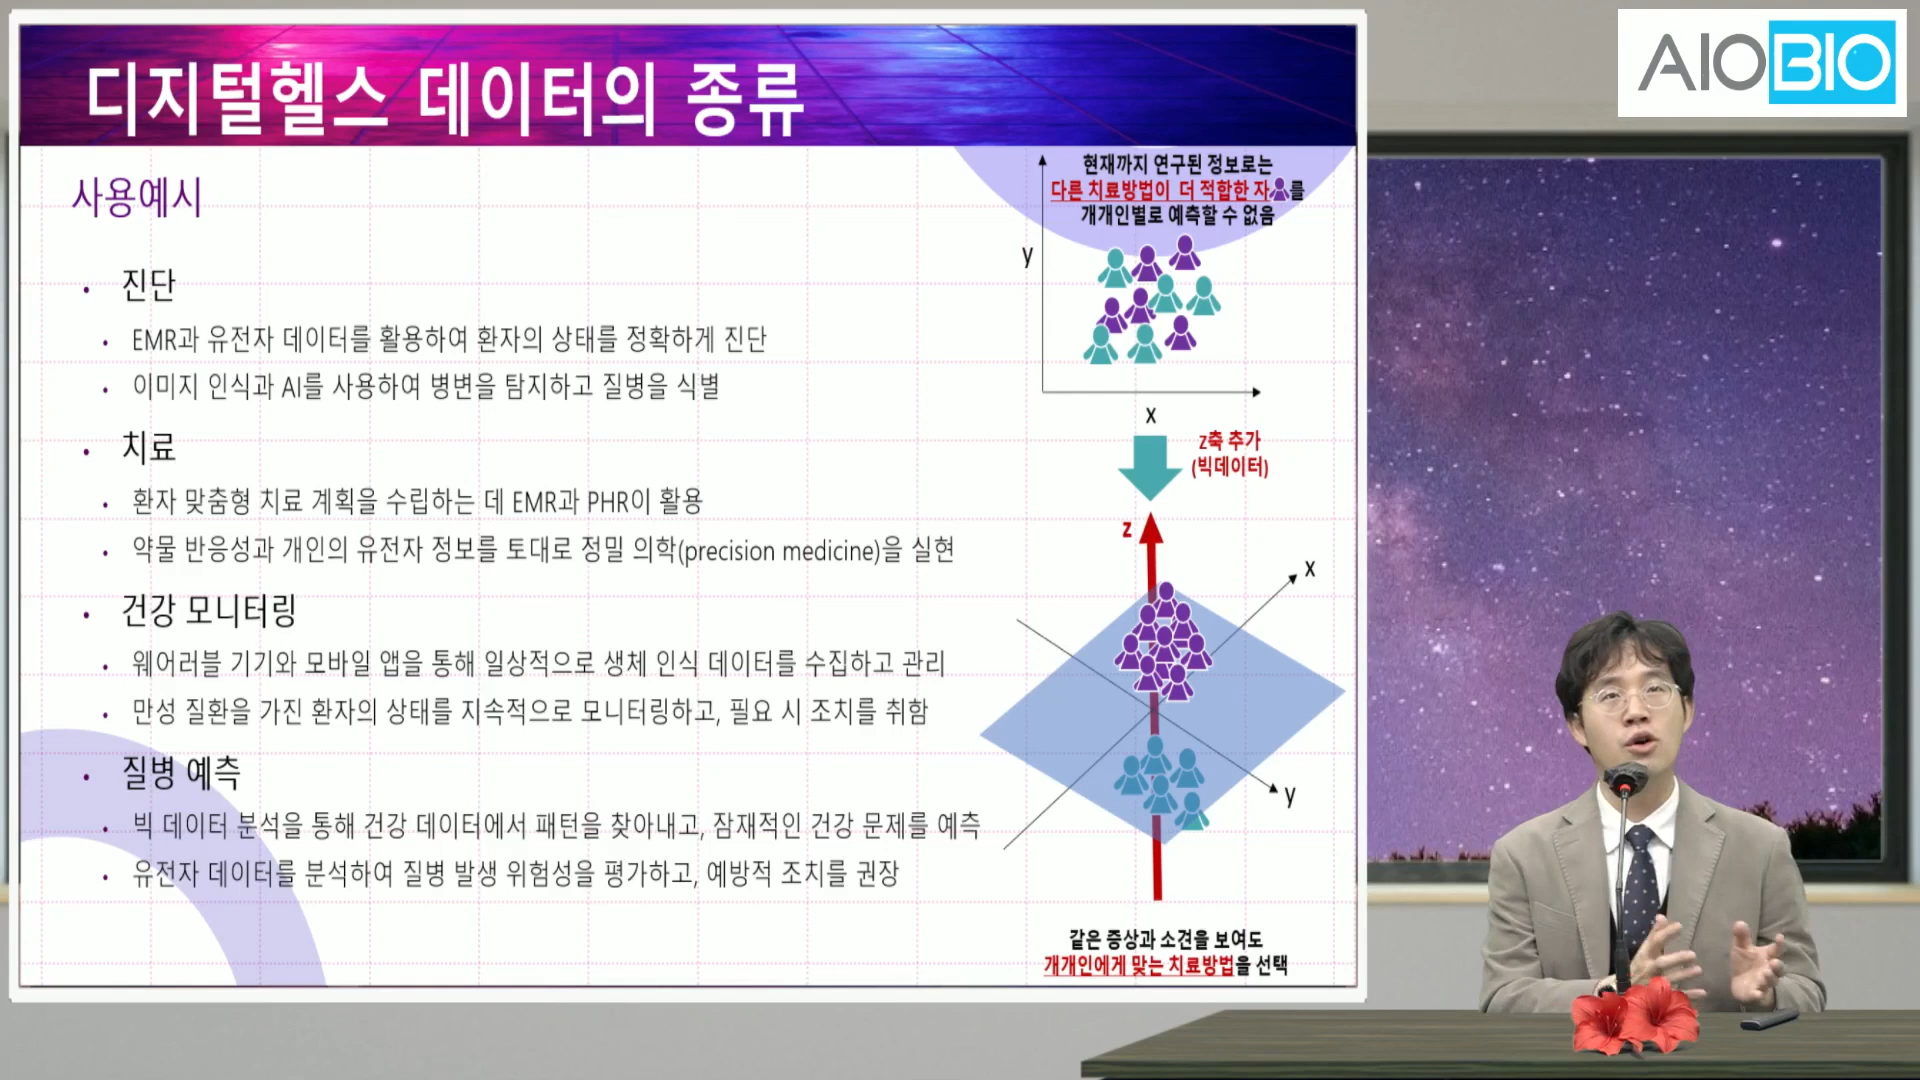 디지털헬스 데이터의 종류
AIOBIO
사용예시
• 진단
• EMR과 유전자 데이터를 활용하여 환자의 상태를 정확하게 진단
• 이미지 인식과 AI를 사용하여 병변을 탐지하고 질병을 식별
• 치료
• 환자 맞춤형 치료 계획을 수립하는 데 EMR과 PHR이 활용
• 약물 반응성과 개인의 유전자 정보를 토대로 정밀 의학(precision medicine)을 실현
• 건강 모니터링
• 웨어러블 기기와 모바일 앱을 통해 일상적으로 생체 인식 데이터를 수집하고 관리
• 만성 질환을 가진 환자의 상태를 지속적으로 모니터링하고, 필요 시 조치를 취함
• 질병 예측
• 빅 데이터 분석을 통해 건강 데이터에서 패턴을 찾아내고, 잠재적인 건강 문제를 예측
• 유전자 데이터를 분석하여 질병 발생 위험성을 평가하고, 예방적 조치를 권장
현재까지 연구된 정보로는
다른 치료방법이 더 적합한 자를
개개인별로 예측할 수 없음
y
x
z축 추가
(빅데이터)
z
x
y
같은 증상과 소견을 보여도
개개인에게 맞는 치료방법을 선택